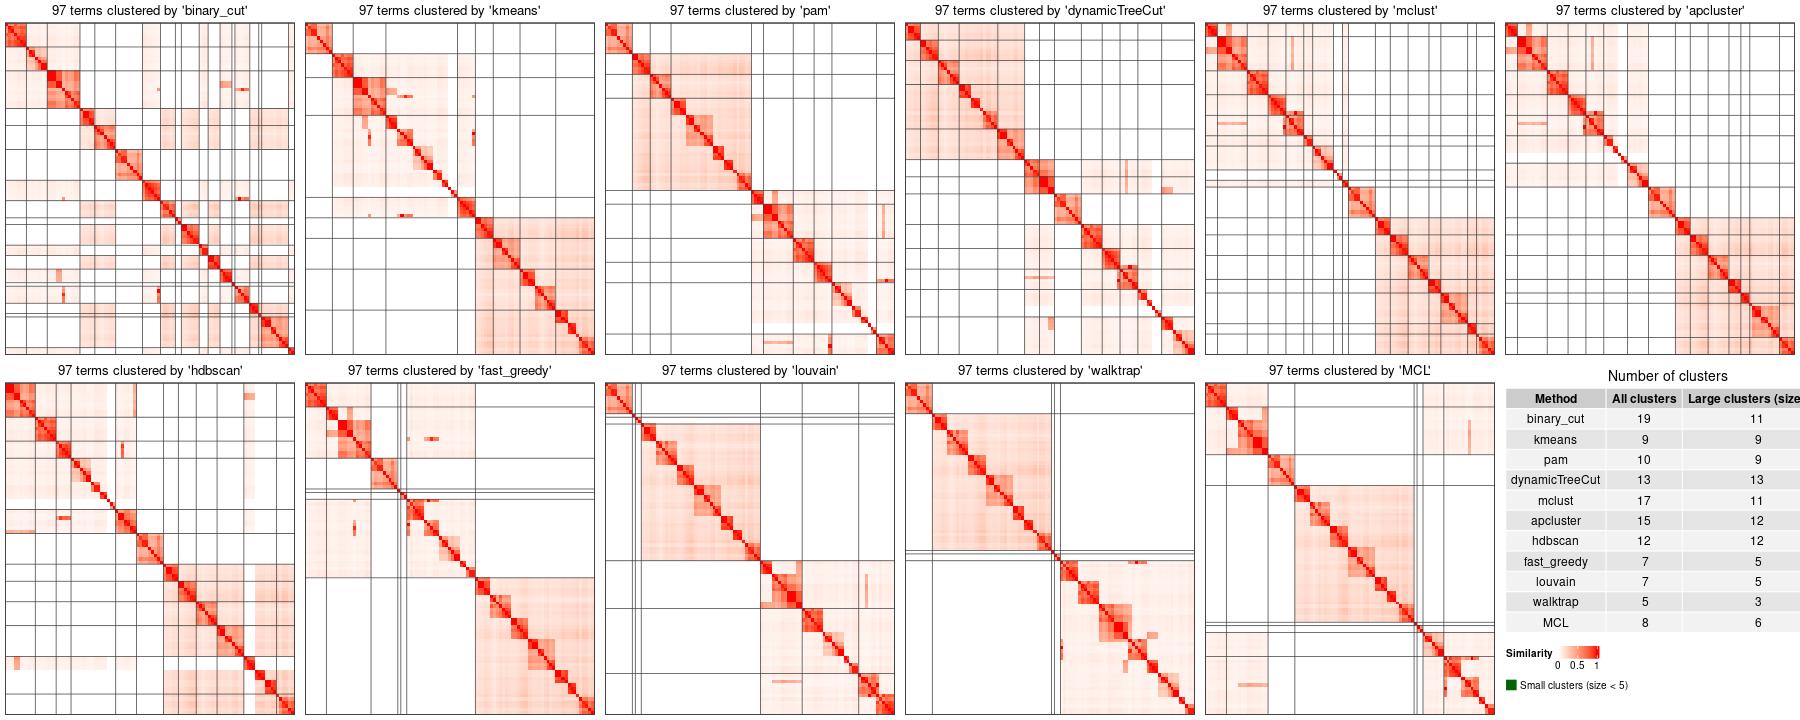 97 terms clustered by 'binary_cut'
97 terms clustered by 'kmeans'
97 terms clustered by 'pam'
97 terms clustered by 'dynamicTreeCut'
97 terms clustered by 'mclust'
97 terms clustered by 'apcluster'
97 terms clustered by 'hdbscan'
97 terms clustered by 'fast_greedy'
97 terms clustered by 'louvain'
97 terms clustered by 'walktrap'
97 terms clustered by 'MCL'
Number of clusters
Method All clusters Large clusters (size
binary_cut 19 11
kmeans 9 9
pam 10 9
dynamicTreeCut 13 13
mclust 17 11
apcluster 15 12
hdbscan 12 12
fast_greedy 7 5
louvain 7 5
walktrap 5 3
MCL 8 6
Similarity
0 0.5 1
Small clusters (size < 5)